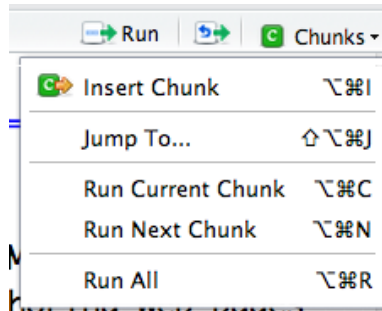 Run C Chunks
C Insert Chunk ⌥⌘I
Jump To... ⇧⌥⌘J
Run Current Chunk ⌥⌘C
Run Next Chunk ⌥⌘N
Run All ⌥⌘R